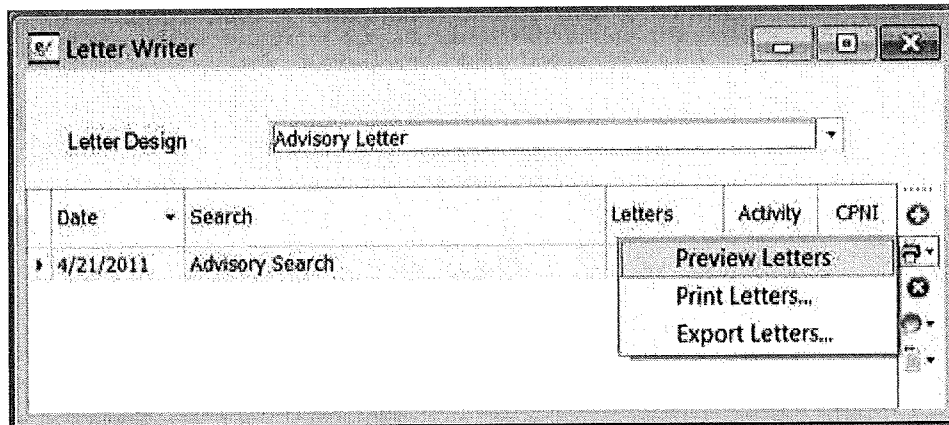 Letter Writer
Letter Design Advisory Letter
Date Search Letters Activity CPNI
4/21/2011 Advisory Search
Preview Letters
Print Letters...
Export Letters...